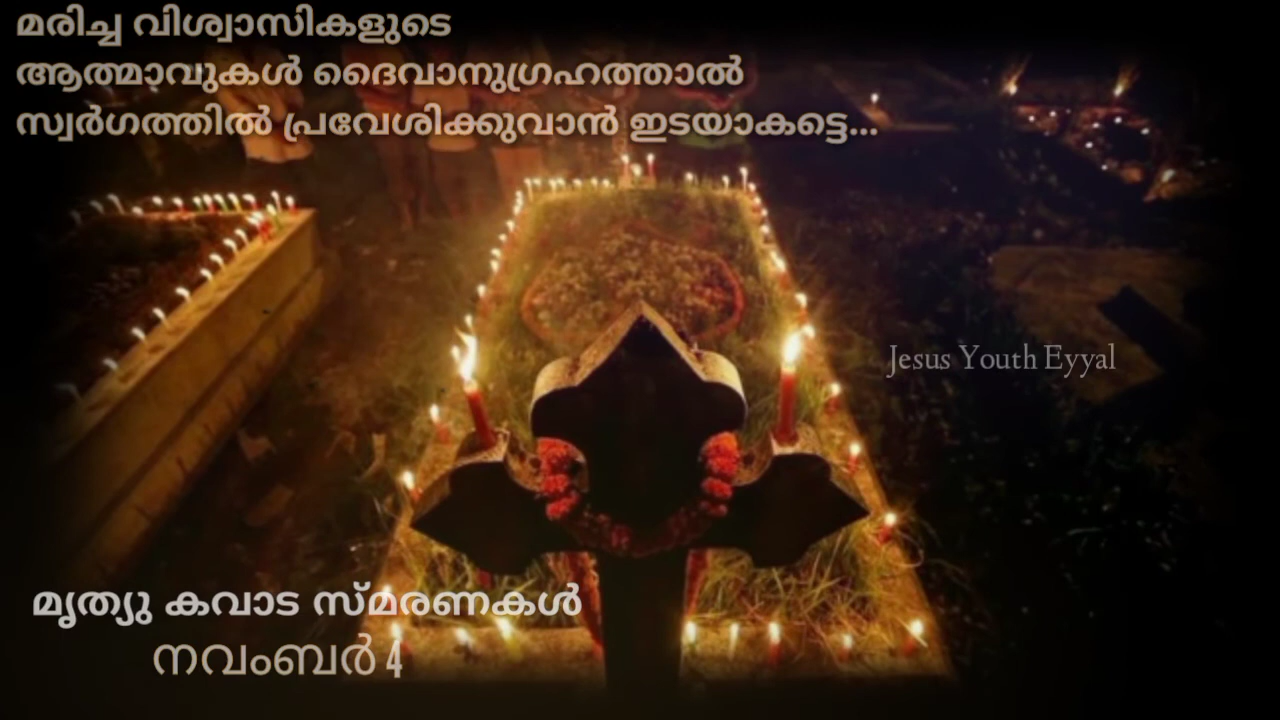 മരിച്ച വിശ്വാസികളുടെ
ആത്മാവുകൾ ദൈവാനുഗ്രഹത്താൽ
സ്വർഗത്തിൽ പ്രവേശിക്കുവാൻ ഇടയാകട്ടെ...
Jesus Youth Eyyal
മൃത്യു കവാട സ്മരണകൾ
നവംബർ 4